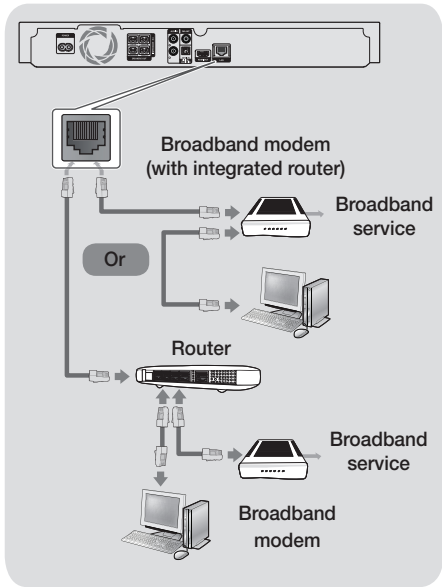 Broadband modem
(with integrated router)
Broadband
service
Or
Router
Broadband
service
Broadband
modem